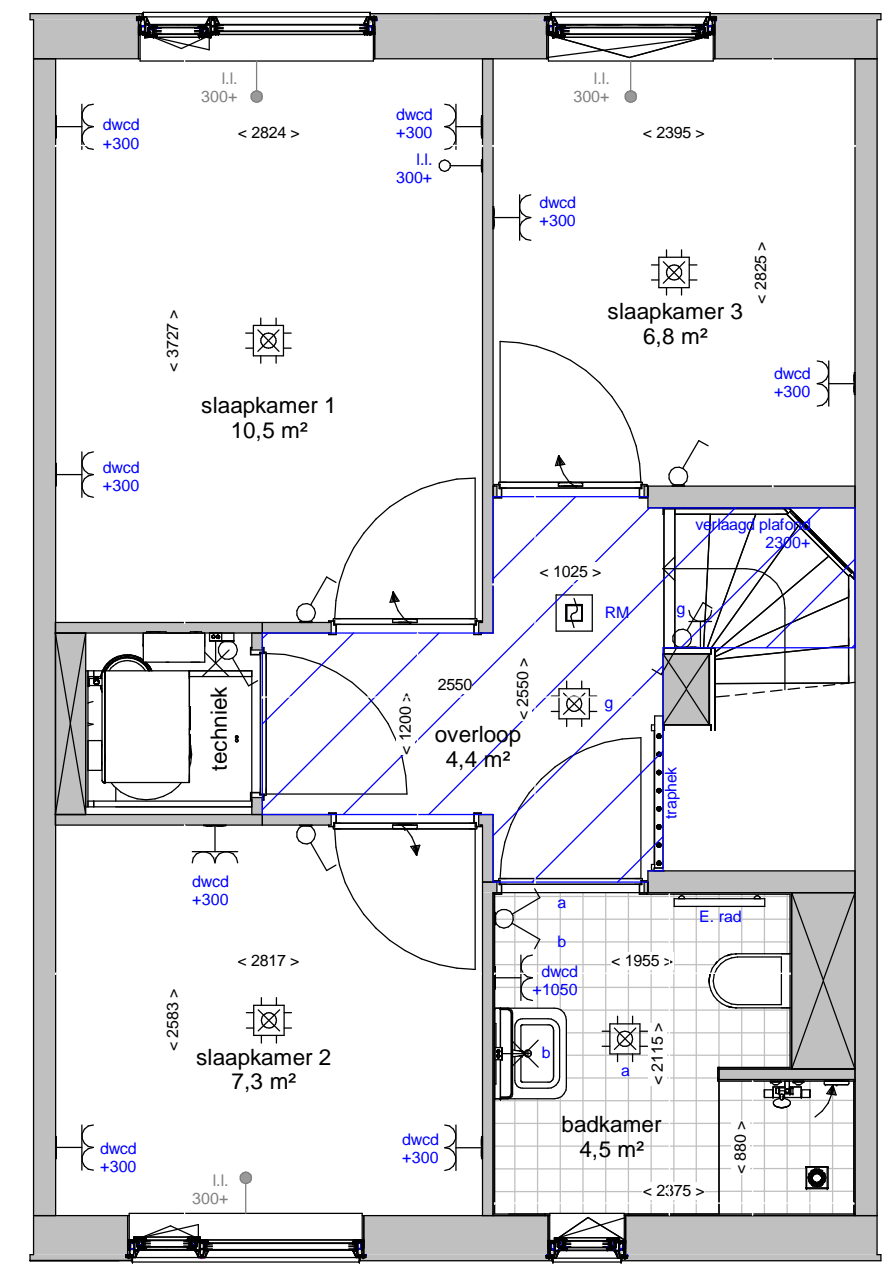 l.l.
300+
l.l.
300+
dwcd
+300
< 2824 >
dwcd
+300
l.l.
300+
< 2395 >
dwcd
+300
< 2825 >
slaapkamer 3
6,8 m²
< 3727 >
slaapkamer 1
10,5 m²
dwcd
+300
dwcd
+300
verlaagd plafond
2300+
< 1025 >
RM
g
techniek
2550
< 2550 >
< 1200 >
g
overloop
4,4 m²
traphek
dwcd
+300
a
b
E. rad
< 2817 >
< 1955 >
dwcd
+1050
< 2583 >
slaapkamer 2
7,3 m²
b
a
< 2115 >
badkamer
4,5 m²
< 880 >
dwcd
+300
dwcd
+300
l.l.
300+
< 2375 >